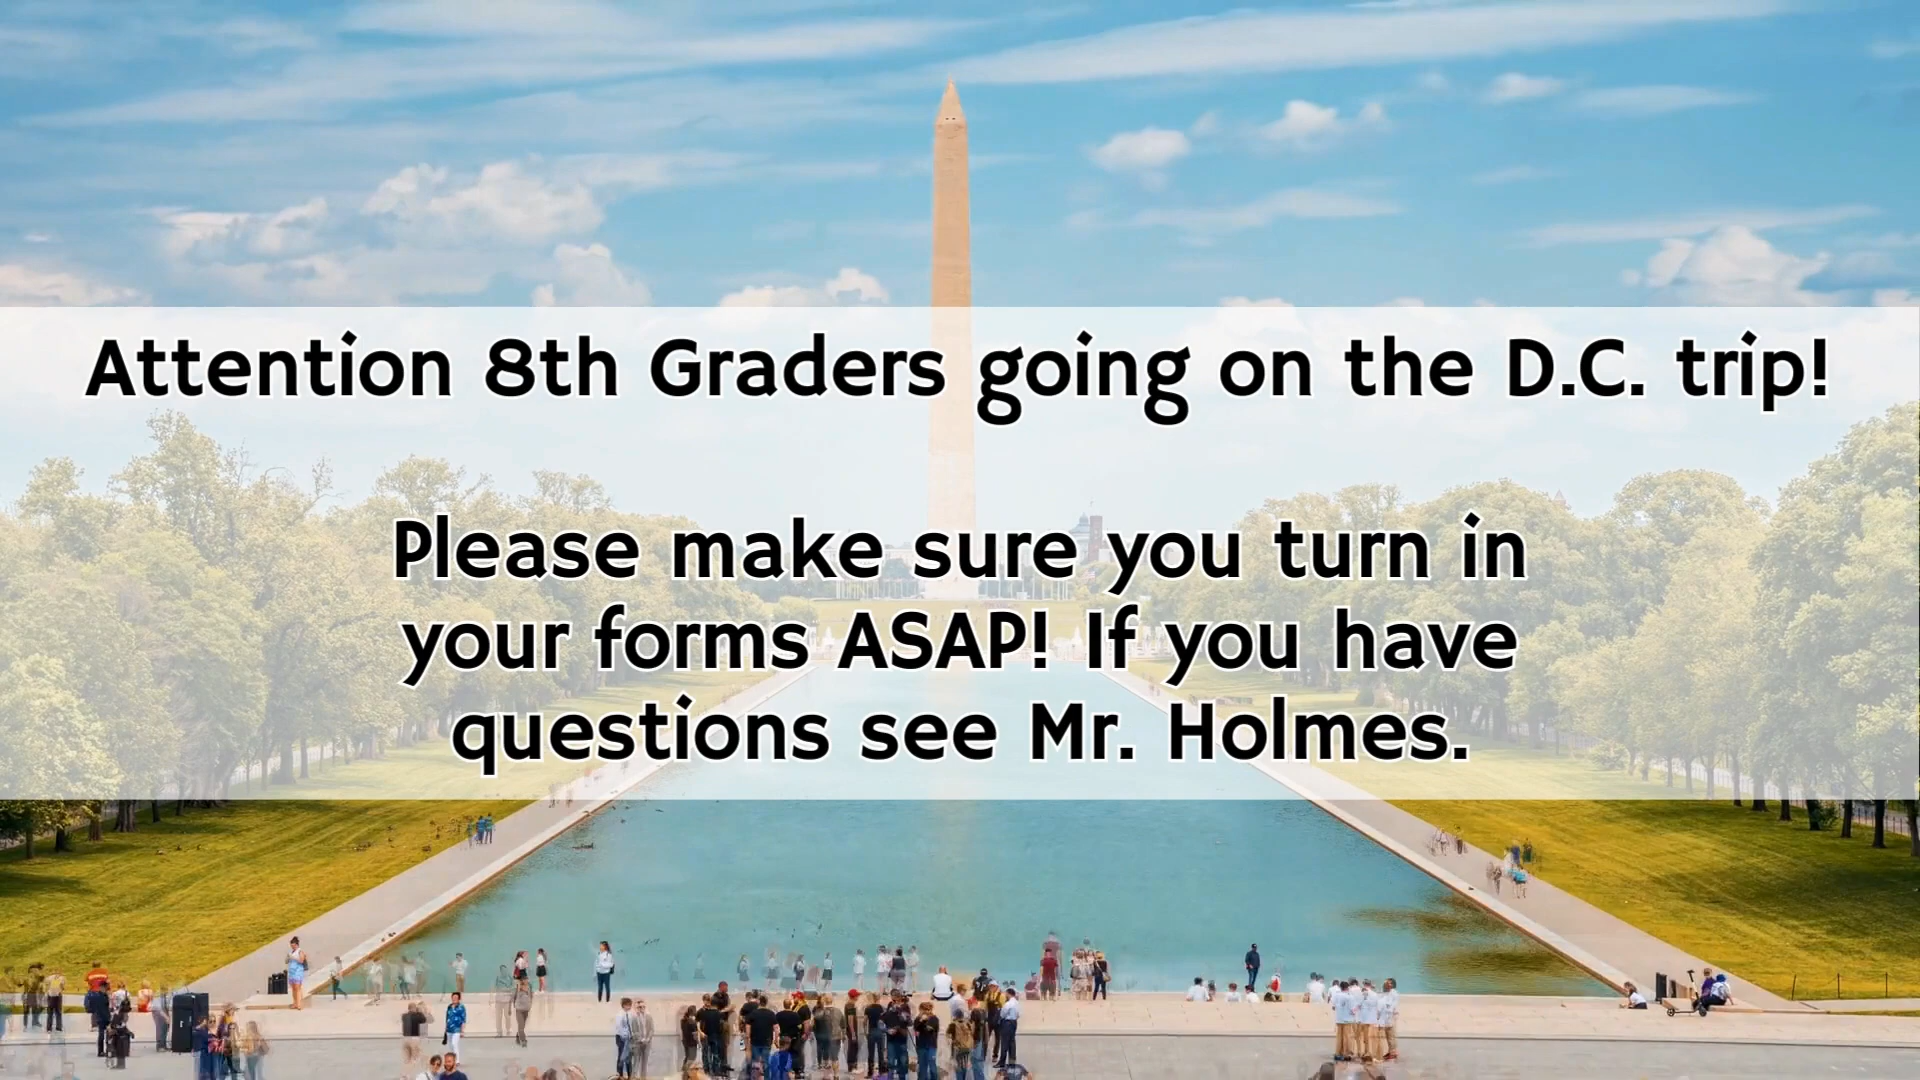 Attention 8th Graders going on the D.C. trip!
Please make sure you turn in
your forms ASAP! If you have
questions see Mr. Holmes.